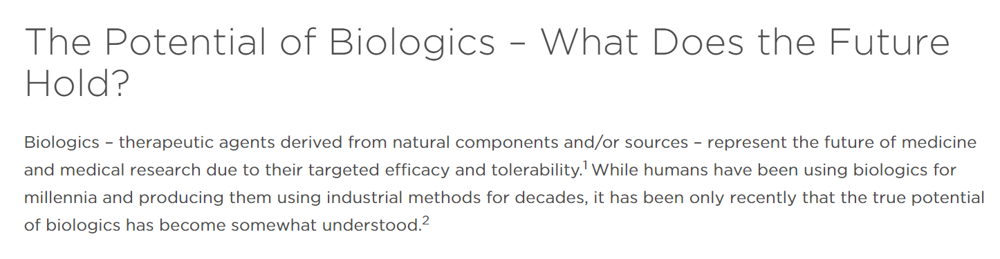 The Potential of Biologics – What Does the Future
Hold?
Biologics – therapeutic agents derived from natural components and/or sources – represent the future of medicine
and medical research due to their targeted efficacy and tolerability.1 While humans have been using biologics for
millennia and producing them using industrial methods for decades, it has been only recently that the true potential
of biologics has become somewhat understood.2